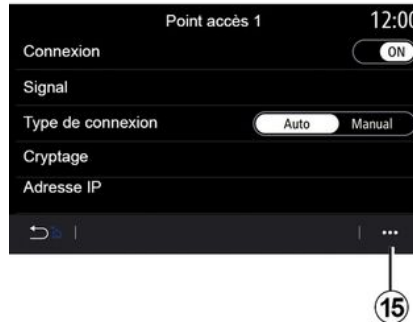 Point accès 1 12:00
Connexion ON
Signal
Type de connexion Auto Manual
Cryptage
Adresse IP
15